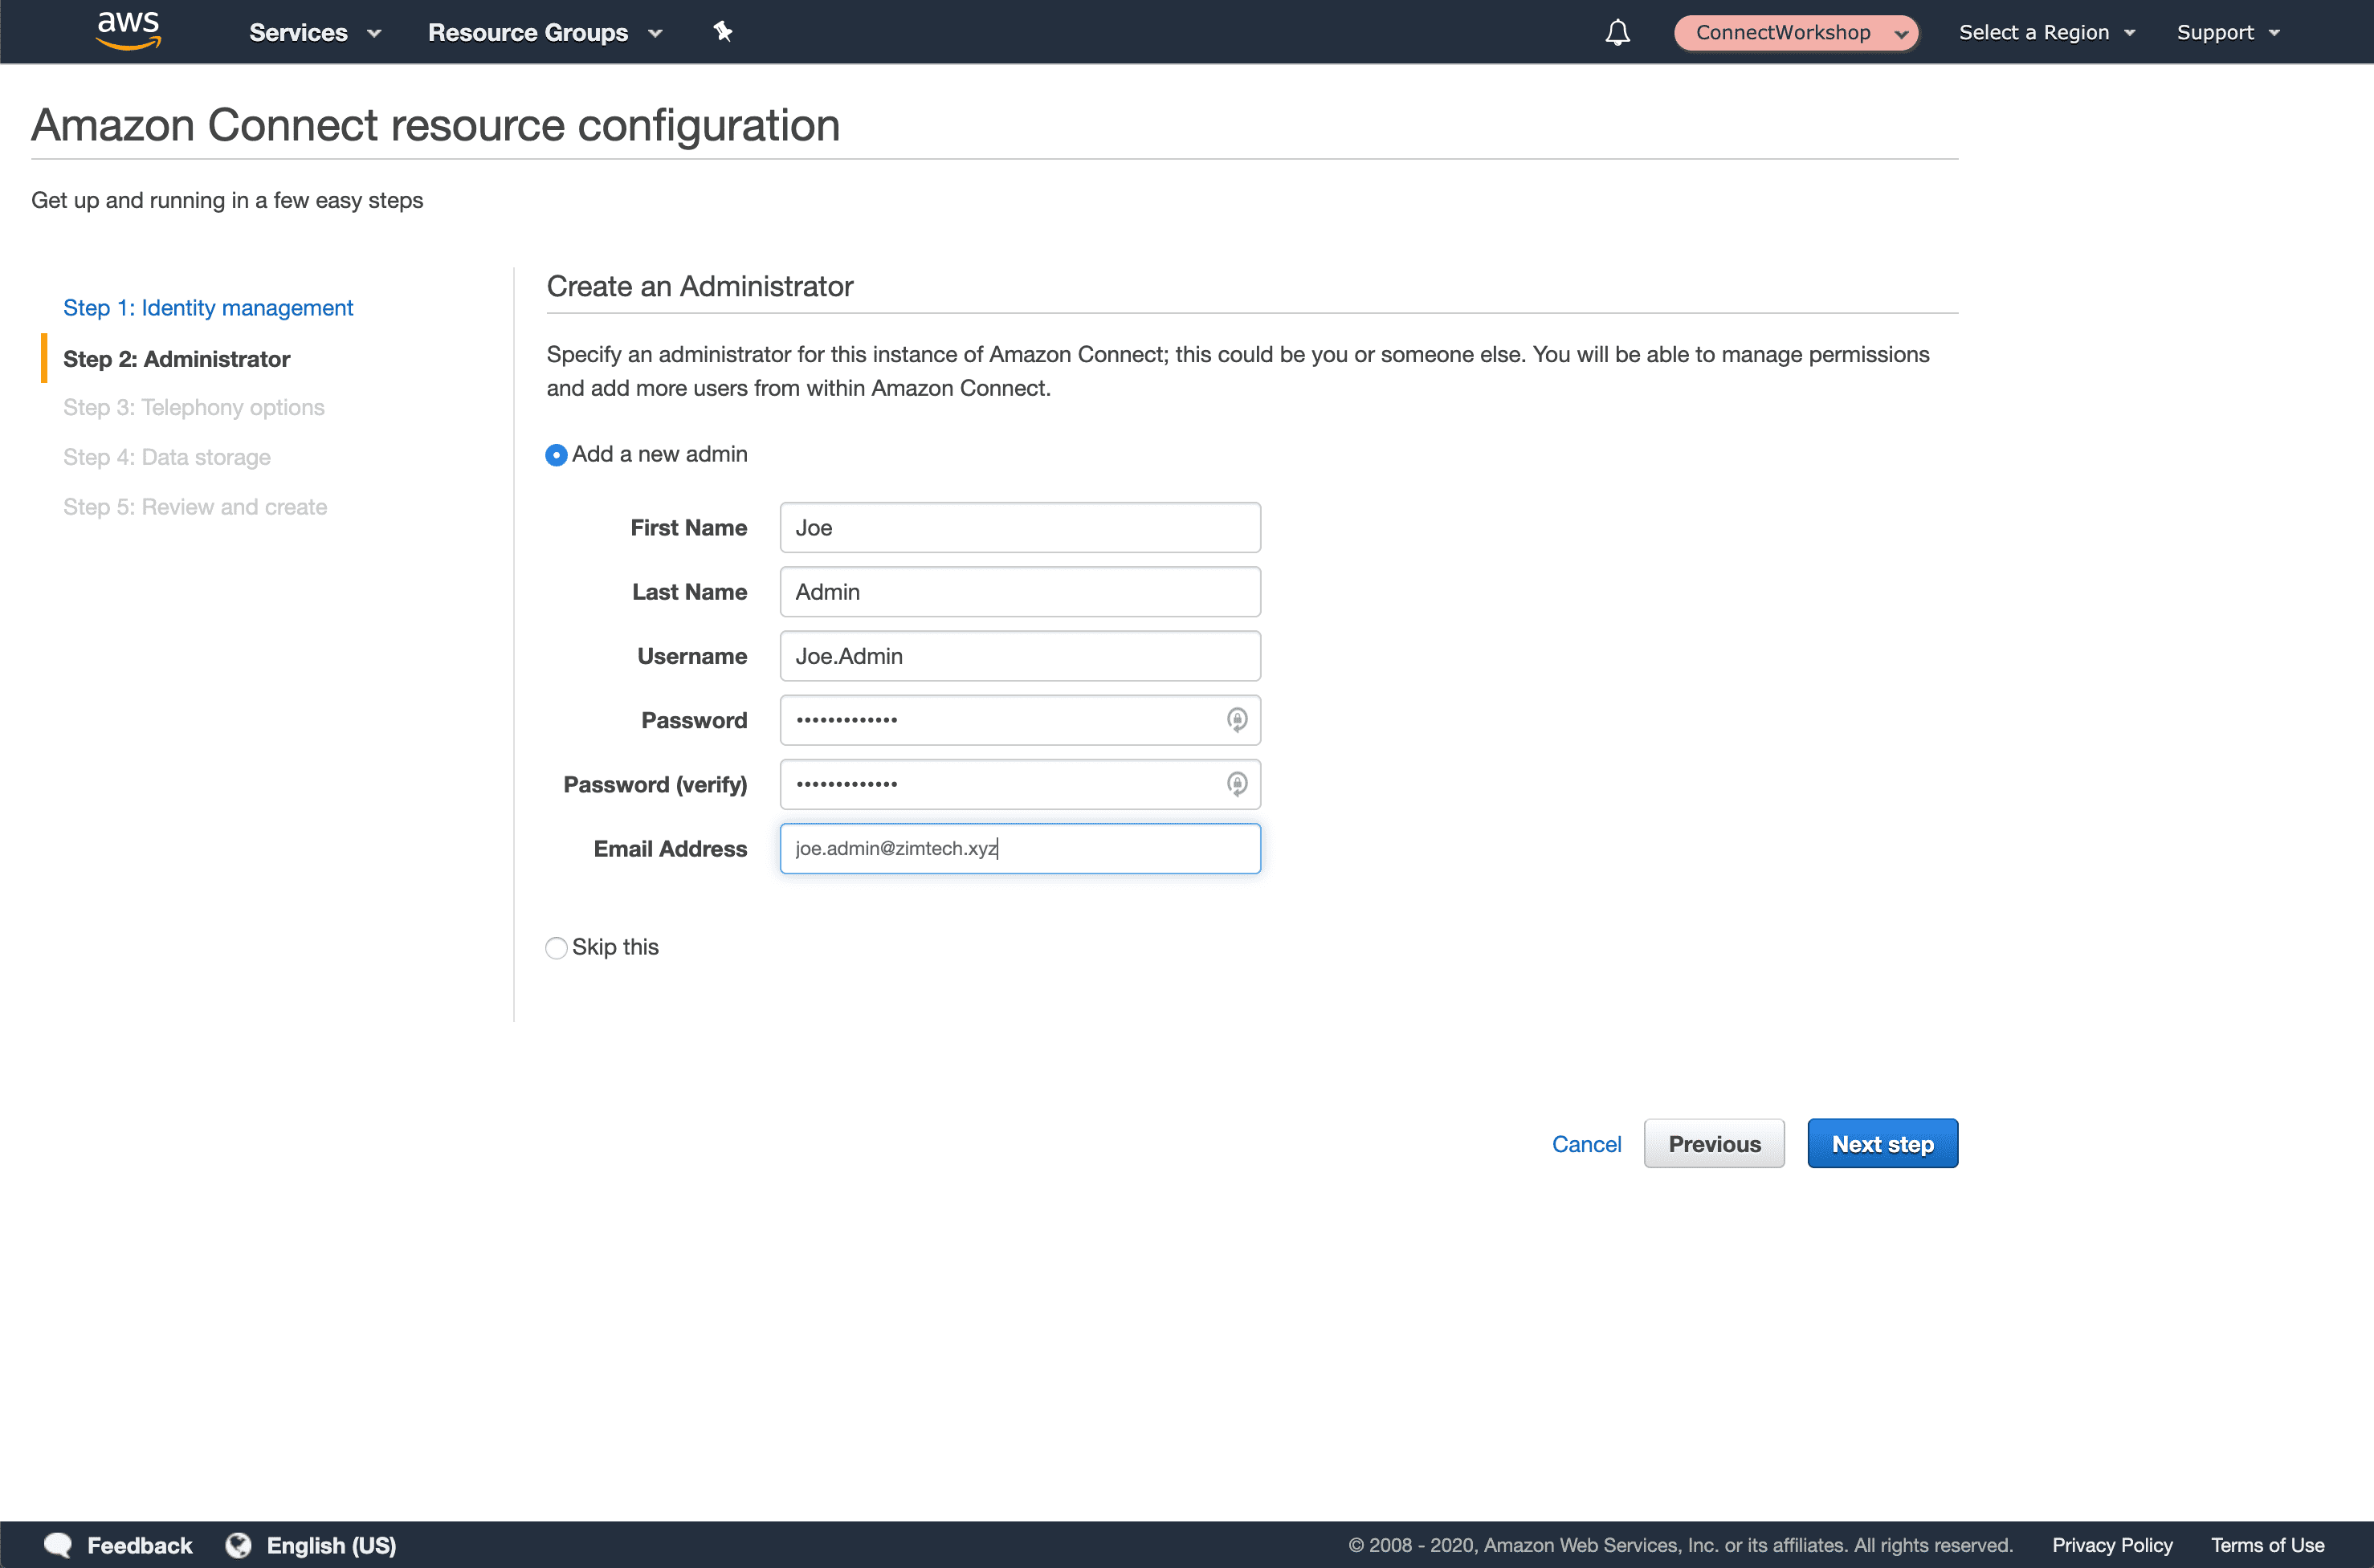 aws Services Resource Groups ConnectWorkshop Select a Region Support
Amazon Connect resource configuration
Get up and running in a few easy steps
Step 1: Identity management
Step 2: Administrator
Step 3: Telephony options
Step 4: Data storage
Step 5: Review and create
Create an Administrator
Specify an administrator for this instance of Amazon Connect; this could be you or someone else. You will be able to manage permissions
and add more users from within Amazon Connect.
Add a new admin
First Name Joe
Last Name Admin
Username Joe.Admin
Password •••••••••••••
Password (verify) •••••••••••••
Email Address joe.admin@zimtech.xyz
Skip this
Cancel Previous Next step
Feedback English (US) © 2008 - 2020, Amazon Web Services, Inc. or its affiliates. All rights reserved. Privacy Policy Terms of Use